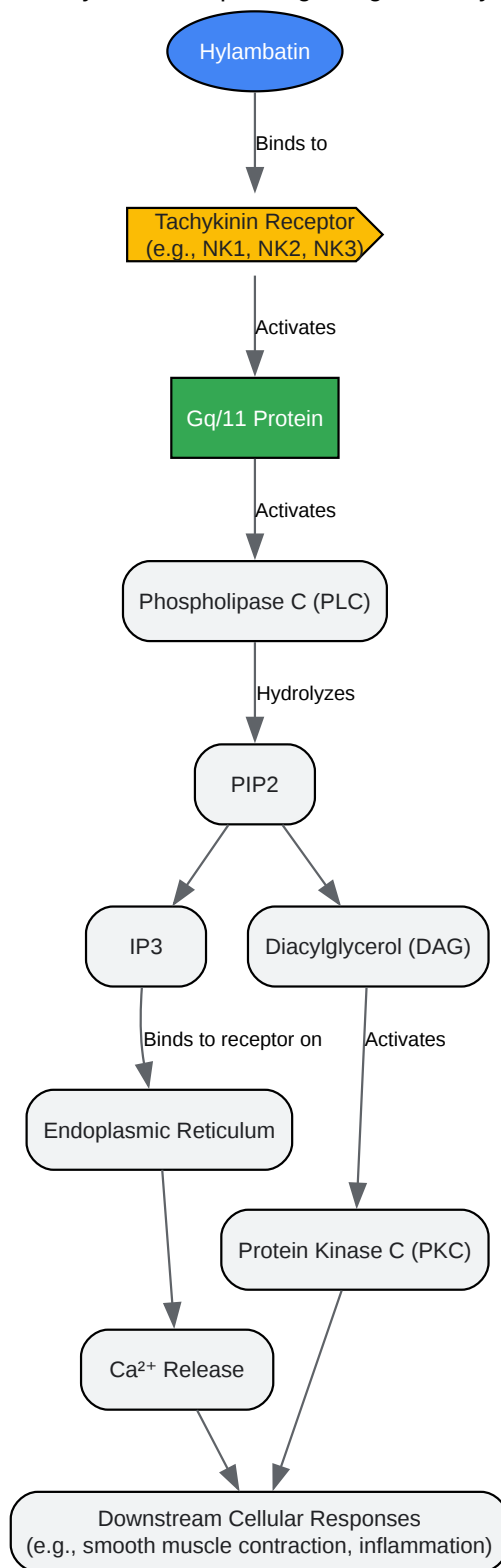 Hylambatin
Binds to
Tachykinin Receptor
(e.g., NK1, NK2, NK3)
Activates
Gq/11 Protein
Activates
Phospholipase C (PLC)
Hydrolyzes
PIP2
IP3
Diacylglycerol (DAG)
Binds to receptor on
Activates
Endoplasmic Reticulum
Protein Kinase C (PKC)
Ca²⁺ Release
Downstream Cellular Responses
(e.g., smooth muscle contraction, inflammation)